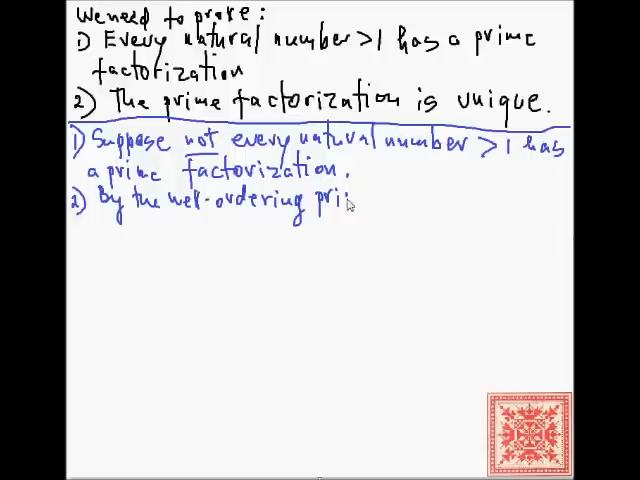 We need to prove:
1) Every natural number > 1 has a prime
factorization
2) The prime factorization is unique.
1) Suppose not every natural number > 1 has
a prime factorization.
2) By the well-ordering pri